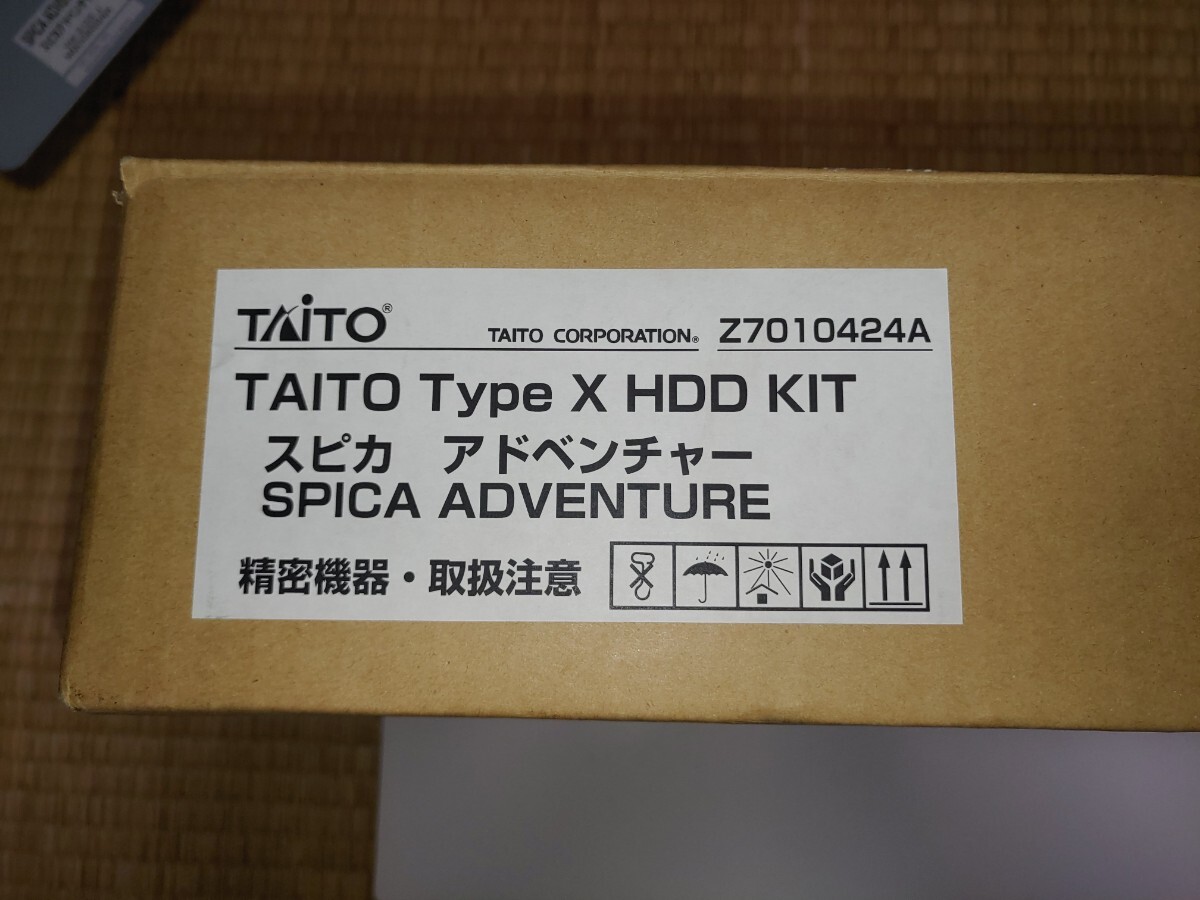 SPICA
TAITO®
TAITO CORPORATION® Z7010424A
TAITO Type X HDD KIT
スピカ アドベンチャー
SPICA ADVENTURE
精密機器・取扱注意